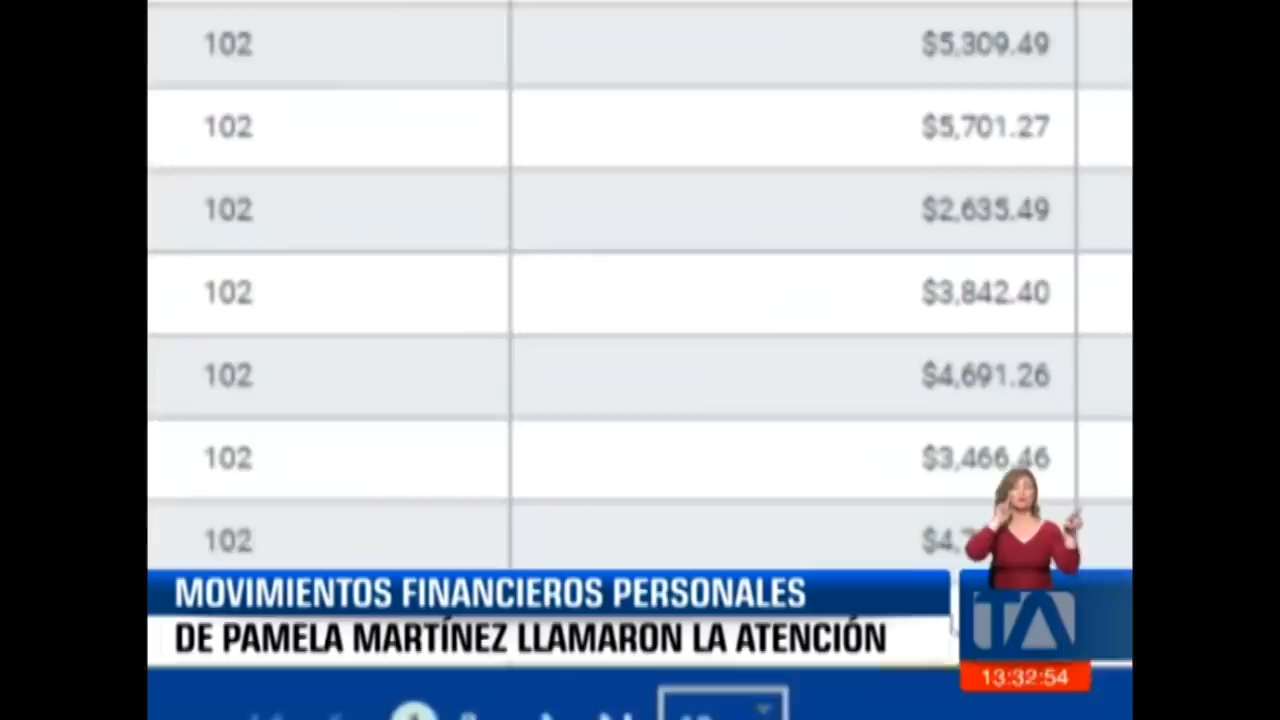 102 $5,309.49
102 $5,701.27
102 $2,635.49
102 $3,842.40
102 $4,691.26
102 $3,466.46
102
MOVIMIENTOS FINANCIEROS PERSONALES
DE PAMELA MARTÍNEZ LLAMARON LA ATENCIÓN
TA
13:32:54